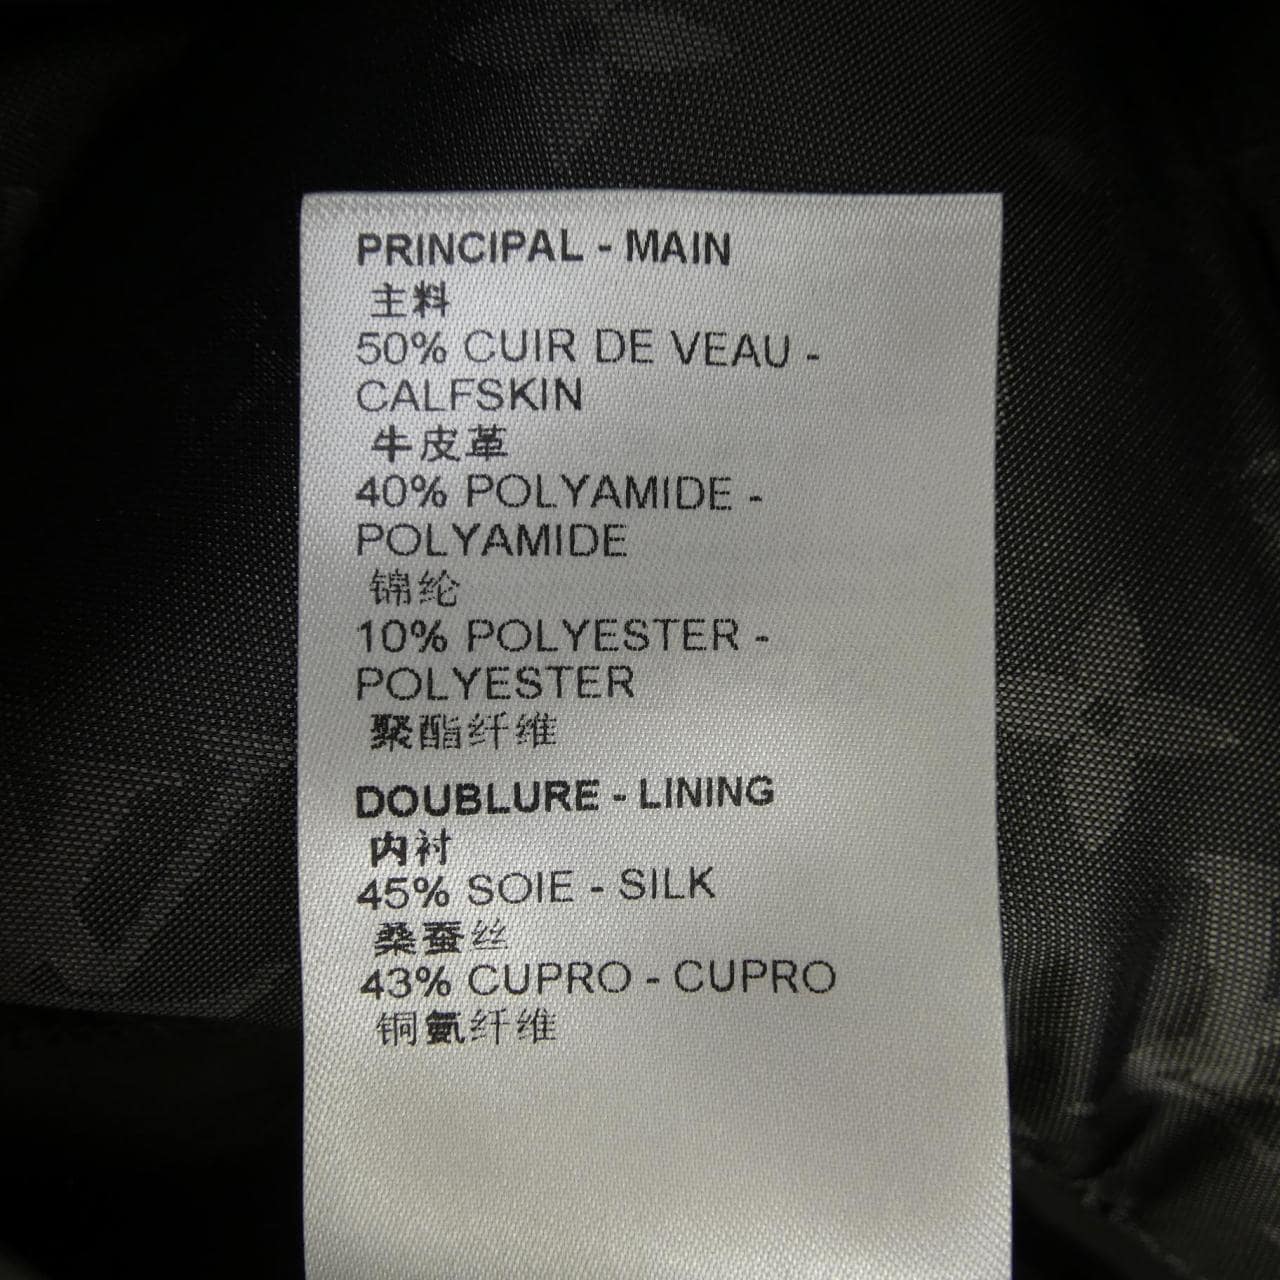 PRINCIPAL - MAIN
主料
50% CUIR DE VEAU -
CALFSKIN
牛皮革
40% POLYAMIDE -
POLYAMIDE
锦纶
10% POLYESTER -
POLYESTER
聚酯纤维
DOUBLURE - LINING
内衬
45% SOIE - SILK
桑蚕丝
43% CUPRO - CUPRO
铜氨纤维